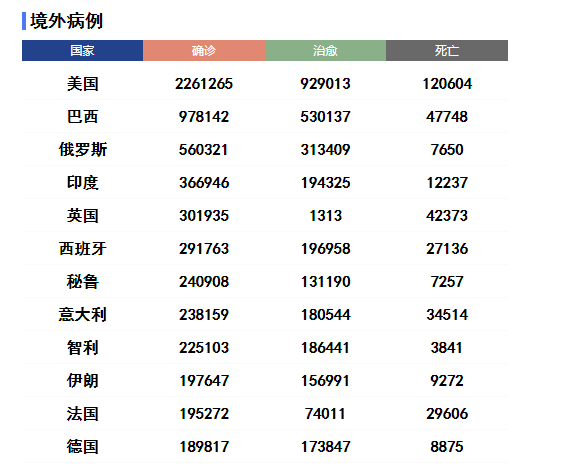 境外病例
国家 确诊 治愈 死亡
美国 2261265 929013 120604
巴西 978142 530137 47748
俄罗斯 560321 313409 7650
印度 366946 194325 12237
英国 301935 1313 42373
西班牙 291763 196958 27136
秘鲁 240908 131190 7257
意大利 238159 180544 34514
智利 225103 186441 3841
伊朗 197647 156991 9272
法国 195272 74011 29606
德国 189817 173847 8875